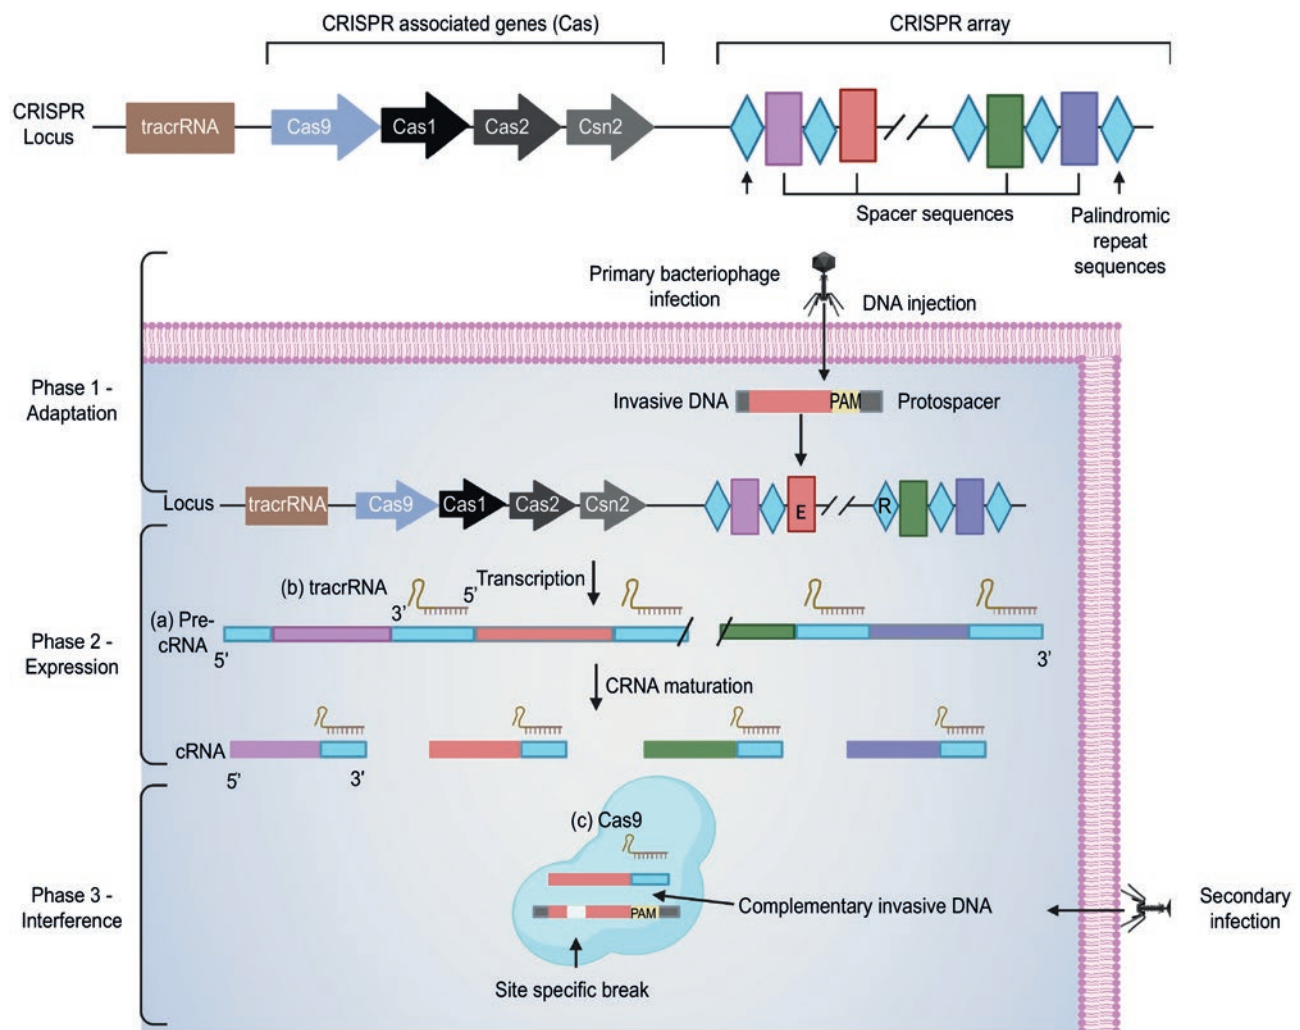 CRISPR associated genes (Cas)
CRISPR array
CRISPR
Locus
tracrRNA
Cas9
Cas1
Cas2
Csn2
Spacer sequences
Palindromic
repeat
sequences
Primary bacteriophage
infection
DNA injection
Phase 1 -
Adaptation
Invasive DNA
PAM
Protospacer
Locus
tracrRNA
Cas9
Cas1
Cas2
Csn2
E
R
Phase 2 -
Expression
(b) tracrRNA
3’
5’
Transcription
(a) Pre-
cRNA
5’
3’
CRNA maturation
cRNA
5’
3’
Phase 3 -
Interference
(c) Cas9
PAM
Complementary invasive DNA
Secondary
infection
Site specific break